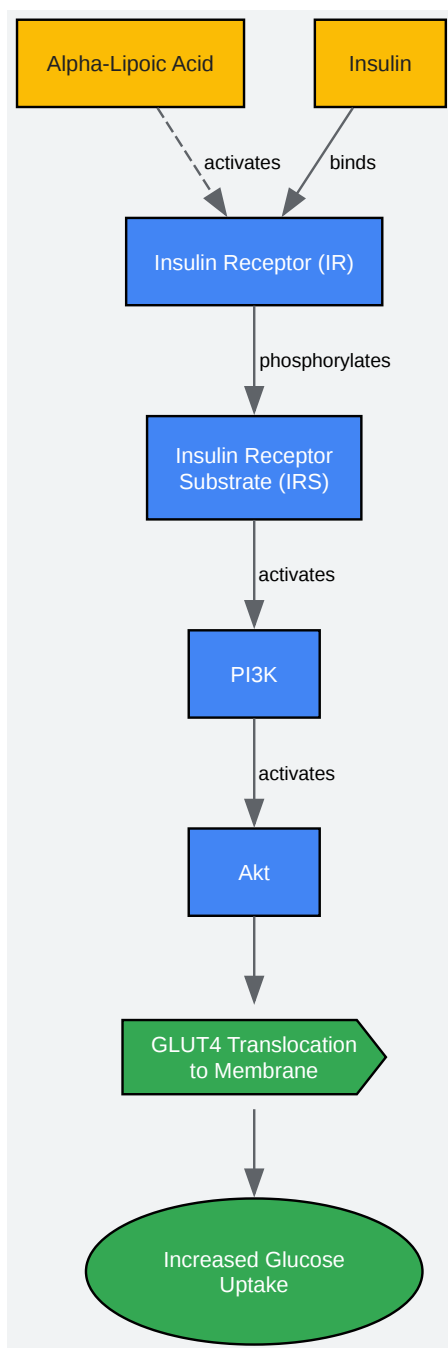 Alpha-Lipoic Acid
Insulin
activates
binds
Insulin Receptor (IR)
phosphorylates
Insulin Receptor
Substrate (IRS)
activates
PI3K
activates
Akt
GLUT4 Translocation
to Membrane
Increased Glucose
Uptake